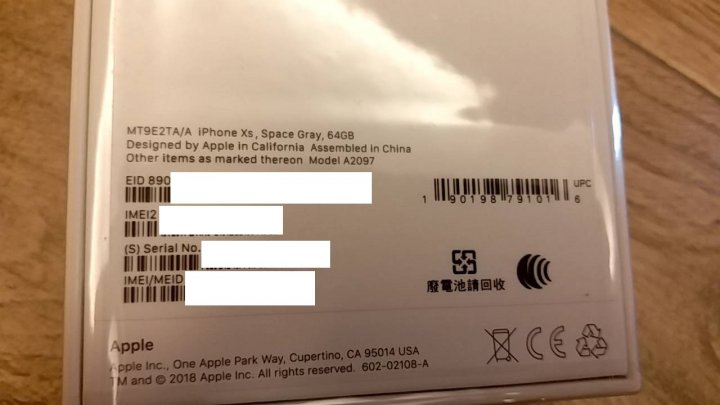 MT9E2TA/A iPhone Xs, Space Gray, 64GB
Designed by Apple in California Assembled in China
Other items as marked thereon Model A2097
EID 890
IMEI2
(S) Serial No.
IMEI/MEID
UPC
1 90198 79101 6
廢電池請回收
Apple
Apple Inc., One Apple Park Way, Cupertino, CA 95014 USA
TM and © 2018 Apple Inc. All rights reserved. 602-02108-A
CE